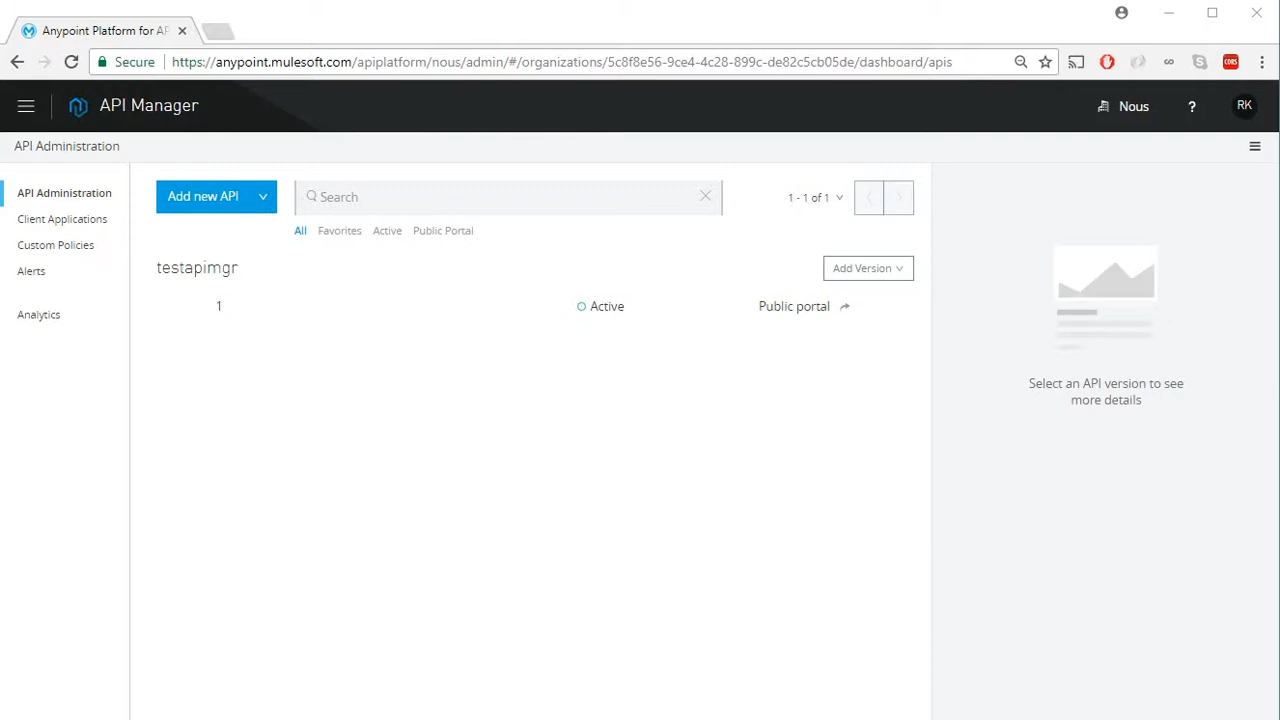 Anypoint Platform for AP
Secure
https://anypoint.mulesoft.com/apiplatform/nous/admin/#/organizations/5c8f8e56-9ce4-4c28-899c-de82c5cb05de/dashboard/apis
CORS
API Manager
Nous
?
RK
API Administration
API Administration
Client Applications
Custom Policies
Alerts
Analytics
Add new API
Search
1 - 1 of 1
All Favorites Active Public Portal
testapimgr
Add Version
1 Active Public portal
Select an API version to see
more details